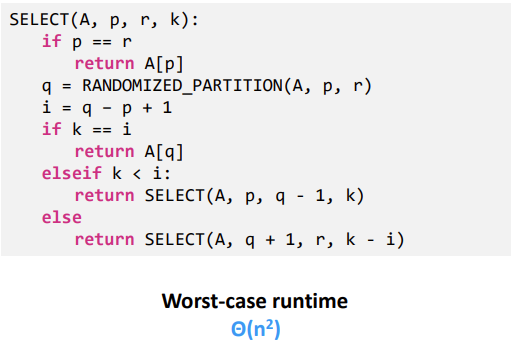 SELECT(A, p, r, k):
if p == r
return A[p]
q = RANDOMIZED_PARTITION(A, p, r)
i = q – p + 1
if k == i
return A[q]
elseif k < i:
return SELECT(A, p, q - 1, k)
else
return SELECT(A, q + 1, r, k - i)
Worst-case runtime
Θ(n²)